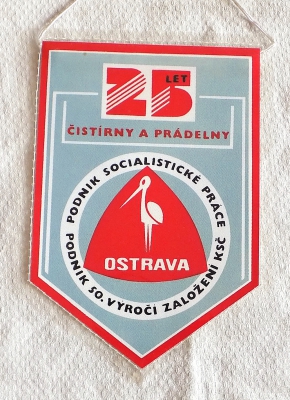 25 LET
ČISTÍRNY A PRÁDELNY
PODNIK SOCIALISTICKÉ PRÁCE
OSTRAVA
PODNIK 50. VÝROČÍ ZALOŽENÍ KSČ